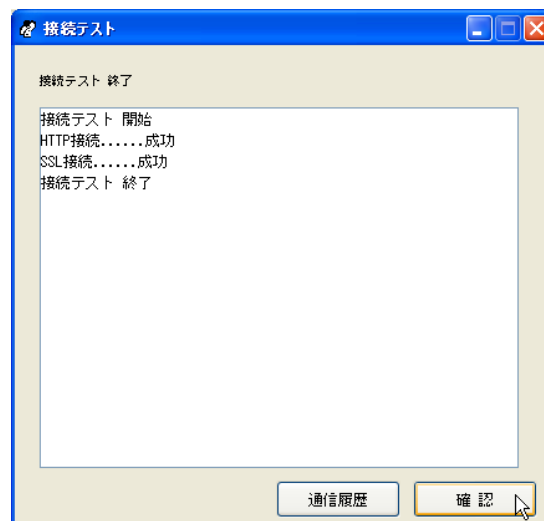 接続テスト
接続テスト 終了
接続テスト 開始
HTTP接続......成功
SSL接続......成功
接続テスト 終了
通信履歴
確 認